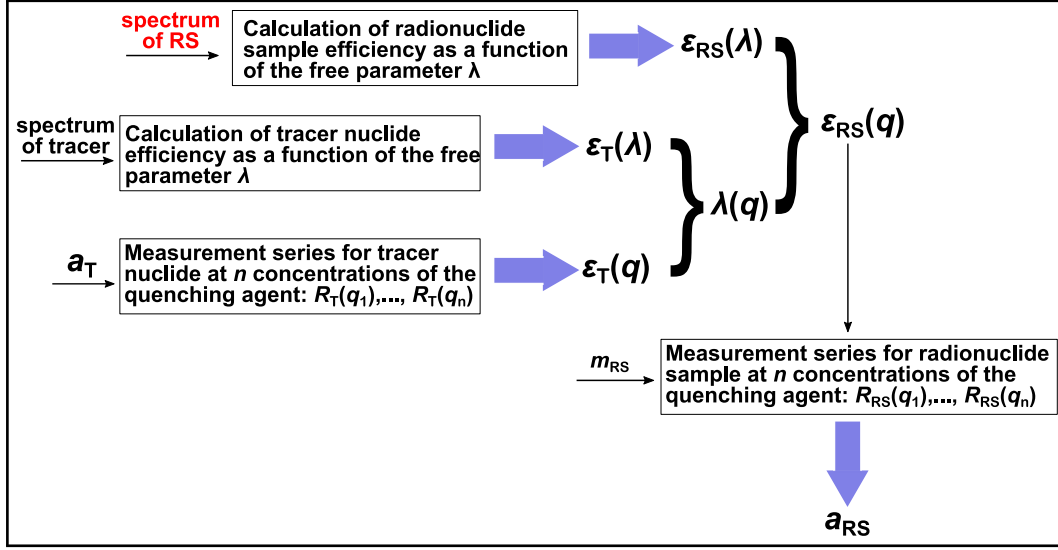 spectrum
of RS
Calculation of radionuclide
sample efficiency as a function
of the free parameter λ
εRS(λ)
spectrum
of tracer
Calculation of tracer nuclide
efficiency as a function of the free
parameter λ
εT(λ)
εRS(q)
λ(q)
aT
Measurement series for tracer
nuclide at n concentrations of the
quenching agent: RT(q1),..., RT(qn)
εT(q)
mRS
Measurement series for radionuclide
sample at n concentrations of the
quenching agent: RRS(q1),..., RRS(qn)
aRS